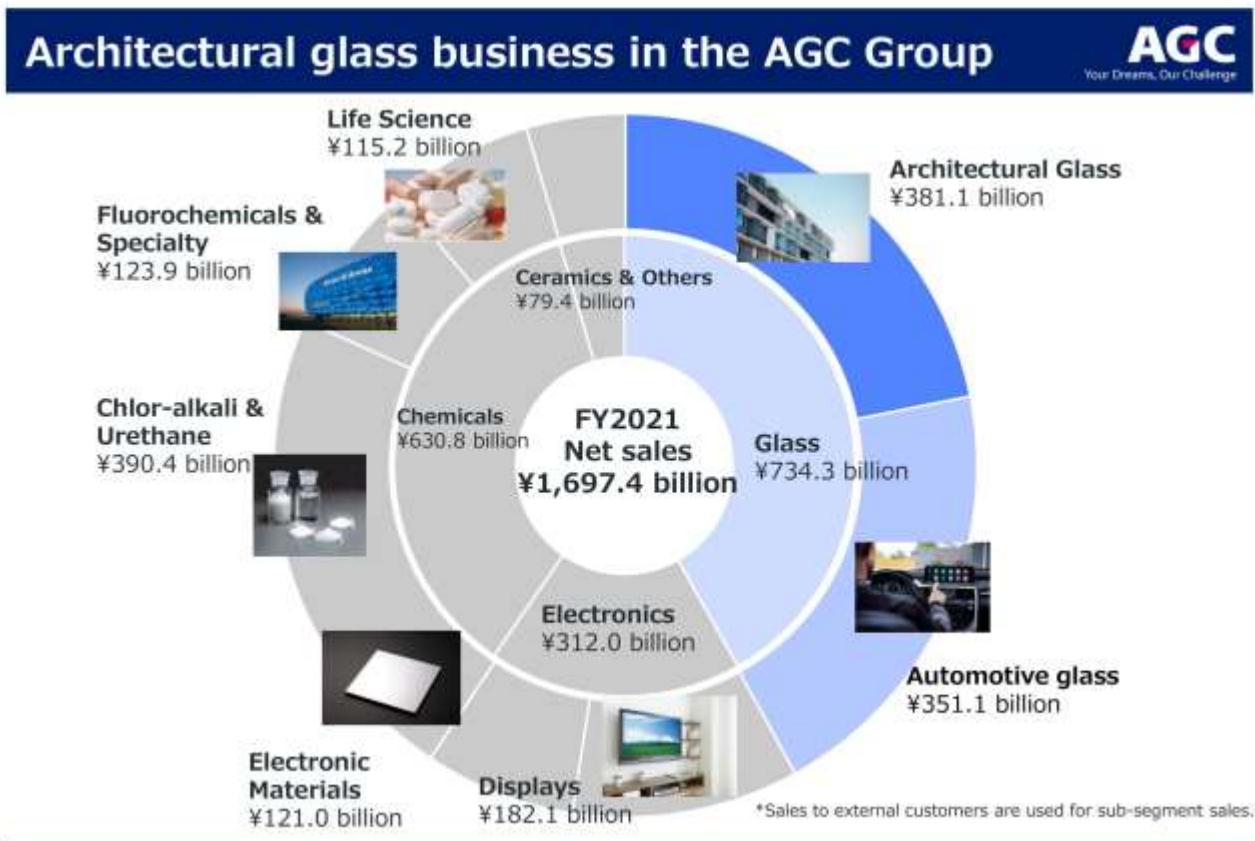 Architectural glass business in the AGC Group
AGC
Your Dreams, Our Challenge
Life Science
¥115.2 billion
Architectural Glass
¥381.1 billion
Fluorochemicals &
Specialty
¥123.9 billion
Ceramics & Others
¥79.4 billion
Chlor-alkali &
Urethane
¥390.4 billion
Chemicals
¥630.8 billion
FY2021
Net sales
¥1,697.4 billion
Glass
¥734.3 billion
Electronics
¥312.0 billion
Automotive glass
¥351.1 billion
Electronic
Materials
¥121.0 billion
Displays
¥182.1 billion
*Sales to external customers are used for sub-segment sales.